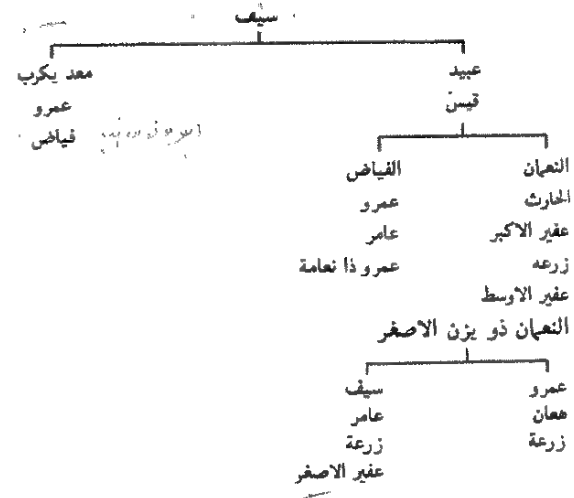 سيف
عبيد
معد يكرب
قيس
عمرو
فياض
النعمان
الفياض
الحارث
عمرو
عفير الاكبر
عامر
زرعه
عمرو ذا نعامة
عفير الاوسط
النعمان ذو يزن الاصغر
عمرو
سيف
معان
عامر
زرعة
زرعة
عفير الاصغر